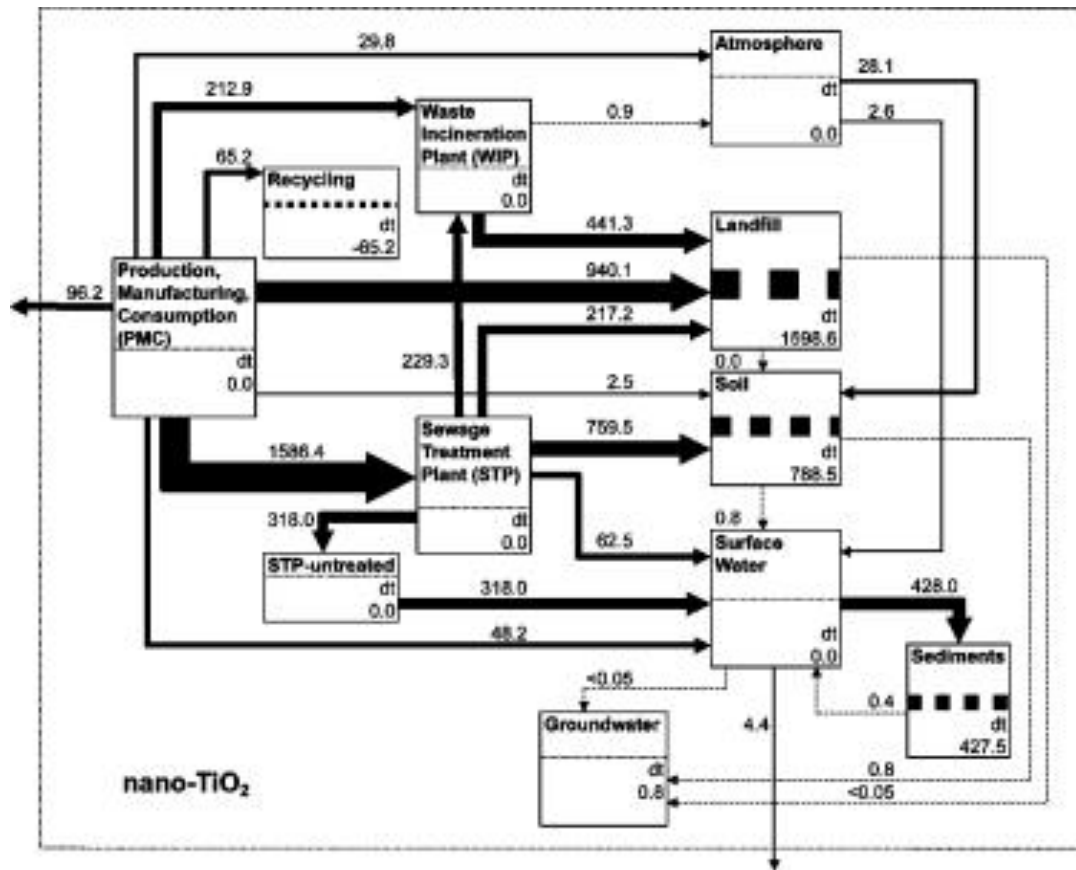 29.8
Atmosphere
28.1
dt
2.6
0.0
212.9
Waste
Incineration
Plant (WIP)
dt
0.0
0.9
65.2
Recycling
dt
-65.2
441.3
Landfill
dt
1598.6
Production,
Manufacturing,
Consumption
(PMC)
dt
0.0
96.2
940.1
217.2
229.3
0.0
2.5
Soil
dt
788.5
1586.4
Sewage
Treatment
Plant (STP)
dt
0.0
759.5
0.8
318.0
62.5
Surface
Water
dt
0.0
STP-untreated
dt
0.0
318.0
428.0
48.2
Sediments
dt
427.5
<0.05
0.4
4.4
Groundwater
dt
0.8
0.8
<0.05
nano-TiO₂